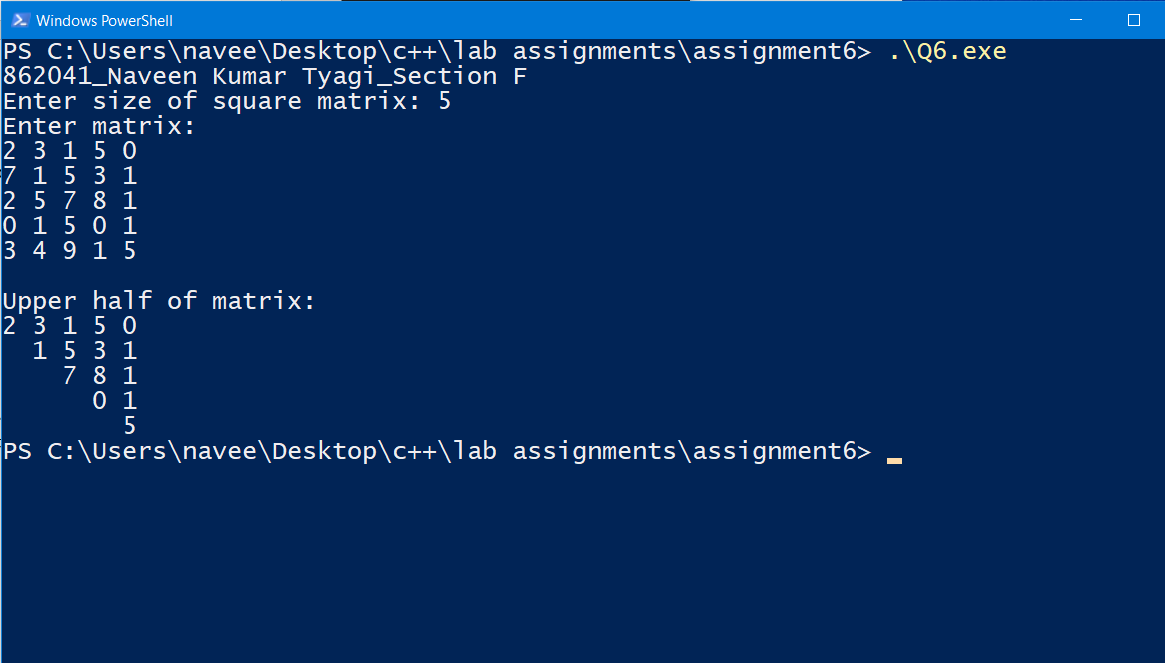 Windows PowerShell
PS C:\Users\navee\Desktop\c++\lab assignments\assignment6> .\Q6.exe
862041_Naveen Kumar Tyagi_Section F
Enter size of square matrix: 5
Enter matrix:
2 3 1 5 0
7 1 5 3 1
2 5 7 8 1
0 1 5 0 1
3 4 9 1 5

Upper half of matrix:
2 3 1 5 0
  1 5 3 1
    7 8 1
      0 1
        5
PS C:\Users\navee\Desktop\c++\lab assignments\assignment6>